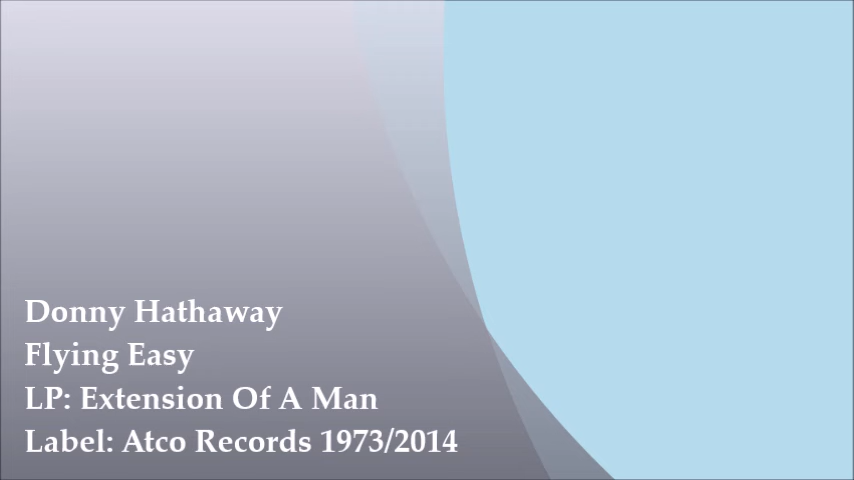 Donny Hathaway
Flying Easy
LP: Extension Of A Man
Label: Atco Records 1973/2014